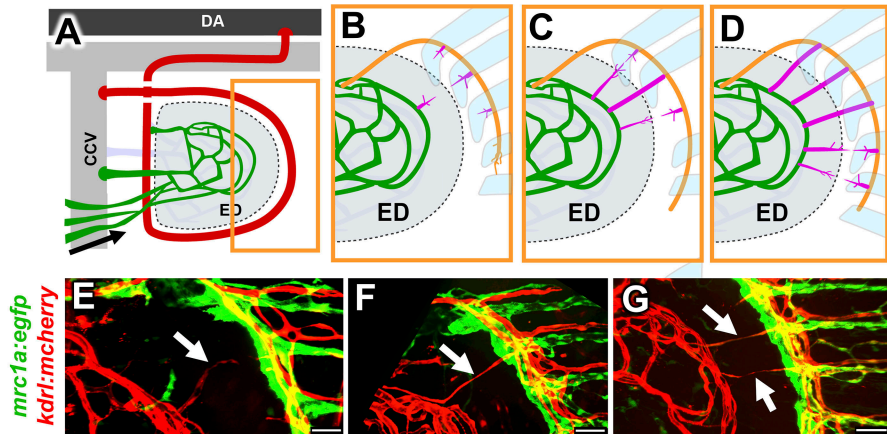 A
DA
CCV
ED
B
ED
C
ED
D
ED
mrc1a:egfp
kdrl:mcherry
E
F
G